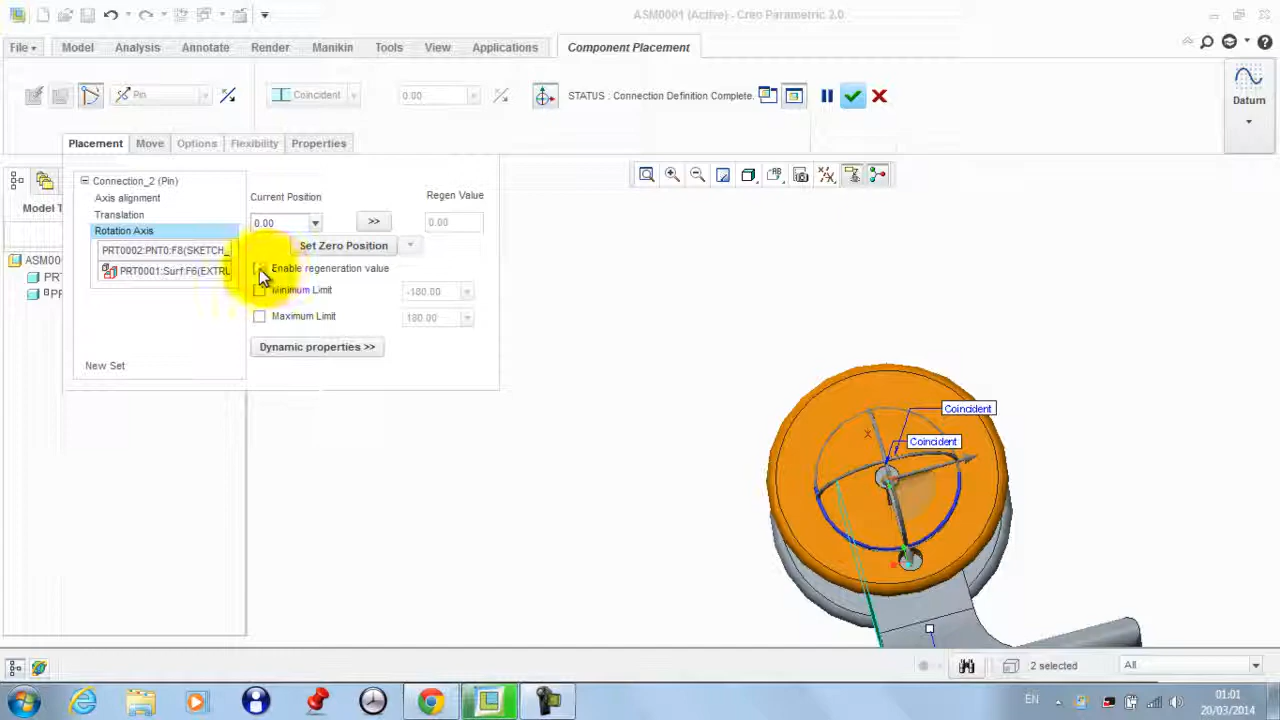 ASM0001 (Active) - Creo Parametric 2.0
File Model Analysis Annotate Render Manikin Tools View Applications Component Placement
Pin Coincident 0.00 STATUS : Connection Definition Complete.
Datum
Placement Move Options Flexibility Properties
Connection_2 (Pin)
Axis alignment
Translation
Rotation Axis
PRT0002:PNT0:F8(SKETCH_
PRT0001:Surf:F6(EXTRU
New Set
Current Position Regen Value
0.00 >> 0.00
Set Zero Position
Enable regeneration value
Minimum Limit -180.00
Maximum Limit 180.00
Dynamic properties >>
Model T
ASM00
PRT
PF
Coincident
Coincident
2 selected All
EN 01:01
20/03/2014